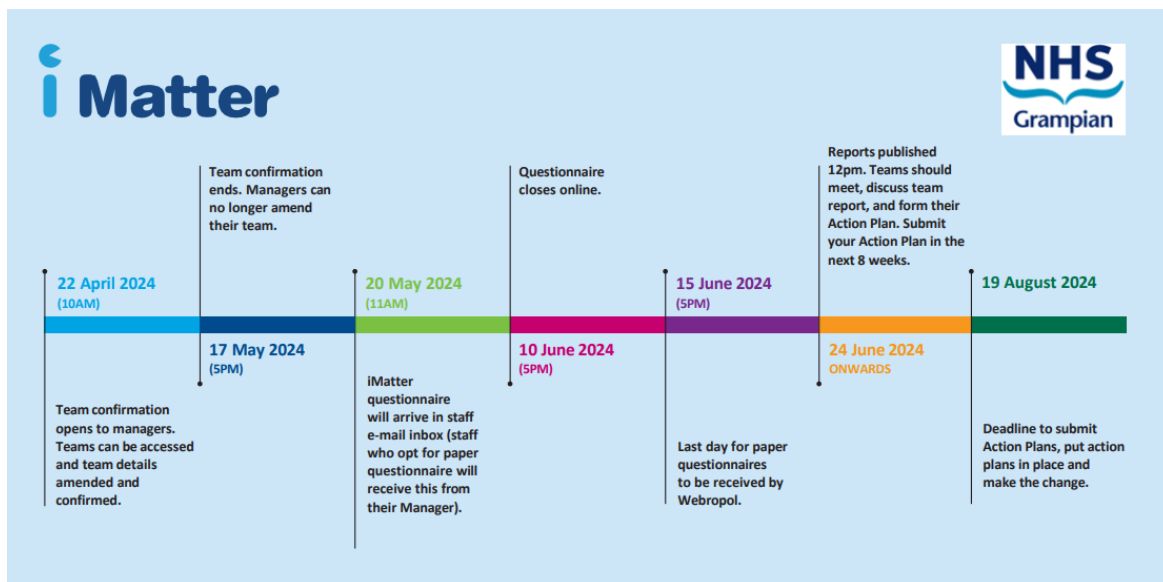 i Matter
NHS
Grampian
Team confirmation
ends. Managers can
no longer amend
their team.
Questionnaire
closes online.
Reports published
12pm. Teams should
meet, discuss team
report, and form their
Action Plan. Submit
your Action Plan in the
next 8 weeks.
22 April 2024
(10AM)
20 May 2024
(11AM)
15 June 2024
(5PM)
19 August 2024
17 May 2024
(5PM)
10 June 2024
(5PM)
24 June 2024
ONWARDS
Team confirmation
opens to managers.
Teams can be accessed
and team details
amended and
confirmed.
iMatter
questionnaire
will arrive in staff
e-mail inbox (staff
who opt for paper
questionnaire will
receive this from
their Manager).
Last day for paper
questionnaires
to be received by
Webropol.
Deadline to submit
Action Plans, put action
plans in place and
make the change.